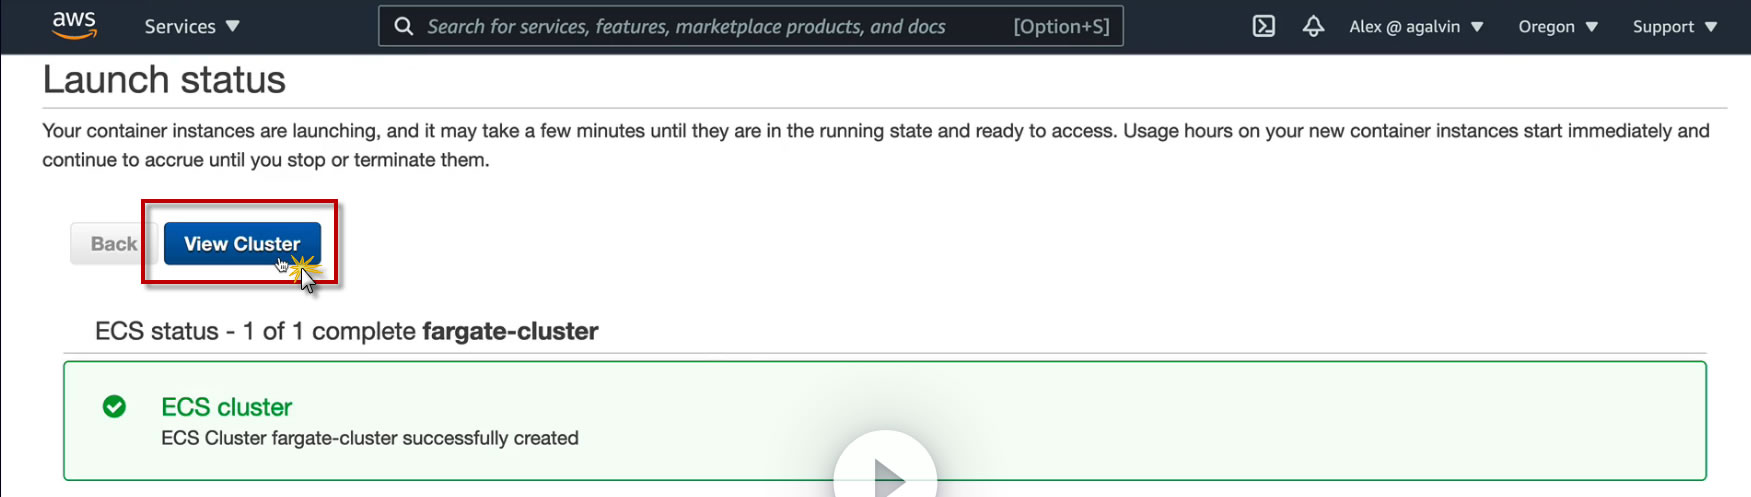 aws Services Search for services, features, marketplace products, and docs [Option+S] Alex @ agalvin Oregon Support
Launch status
Your container instances are launching, and it may take a few minutes until they are in the running state and ready to access. Usage hours on your new container instances start immediately and
continue to accrue until you stop or terminate them.
Back View Cluster
ECS status - 1 of 1 complete fargate-cluster
ECS cluster
ECS Cluster fargate-cluster successfully created